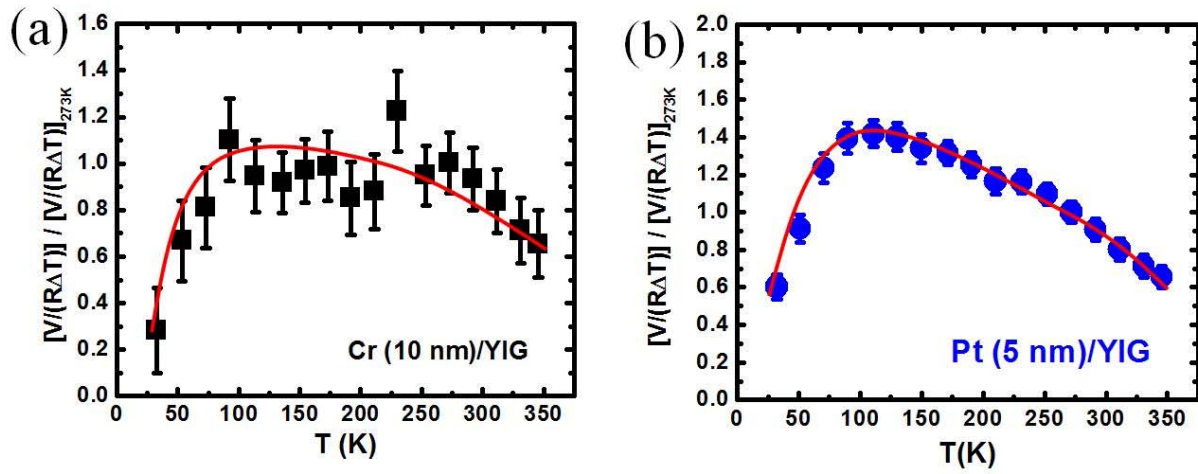 (a)
[V/(RΔT)] / [V/(RΔT)]273K
1.6
1.4
1.2
1.0
0.8
0.6
0.4
0.2
0.0
Cr (10 nm)/YIG
0 50 100 150 200 250 300 350
T (K)
(b)
[V/(RΔT)] / [V/(RΔT)]273K
2.0
1.8
1.6
1.4
1.2
1.0
0.8
0.6
0.4
0.2
0.0
Pt (5 nm)/YIG
0 50 100 150 200 250 300 350
T(K)